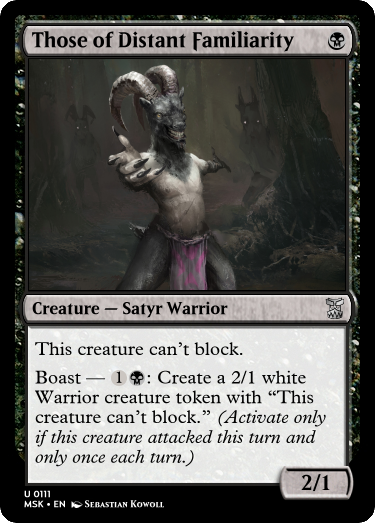 Those of Distant Familiarity
Creature — Satyr Warrior
This creature can't block.
Boast — 1: Create a 2/1 white
Warrior creature token with “This
creature can't block.” (Activate only
if this creature attacked this turn and
only once each turn.)
2/1
U 0111
MSK • EN Sebastian Kowoll